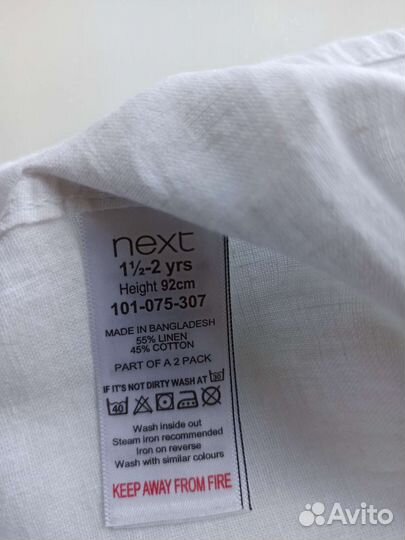 next
1½-2 yrs
Height 92cm
101-075-307
MADE IN BANGLADESH
55% LINEN
45% COTTON
PART OF A 2 PACK
IF IT'S NOT DIRTY WASH AT 30
40
Wash inside out
Steam iron recommended
Iron on reverse
Wash with similar colours
KEEP AWAY FROM FIRE
Avito